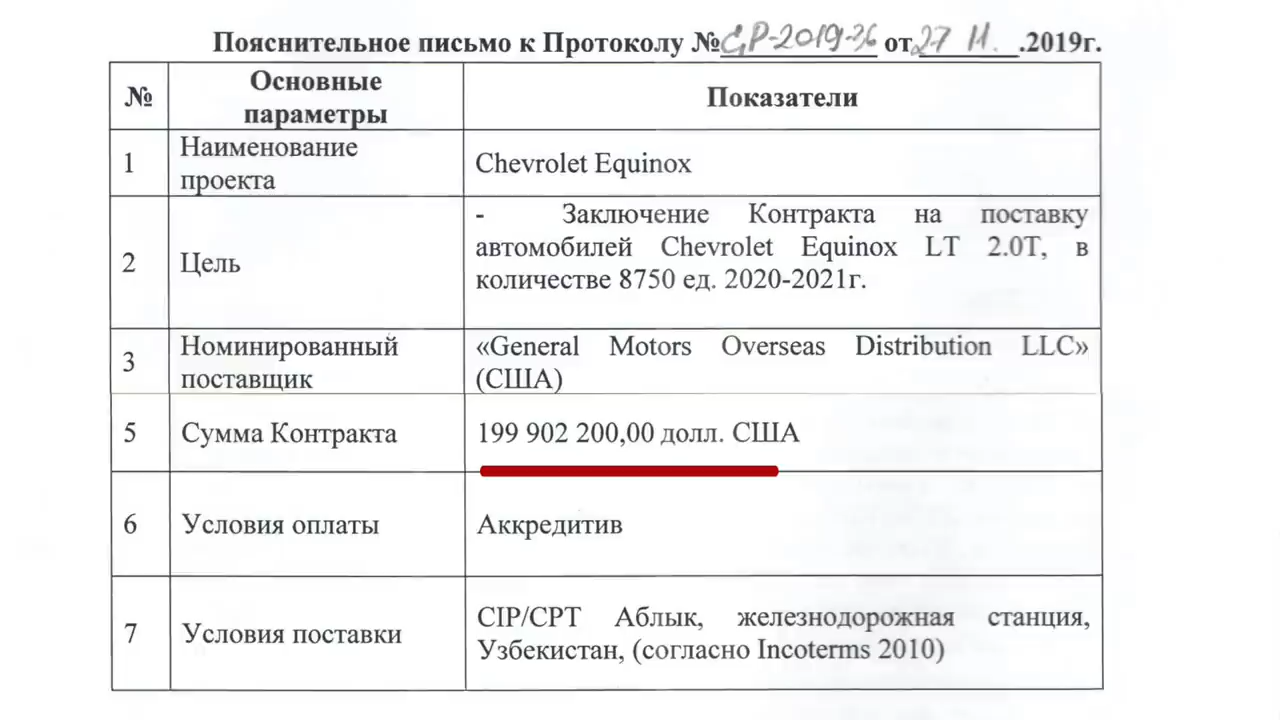 Пояснительное письмо к Протоколу № GP-2019-36 от 27 11 .2019г.
№
Основные
параметры
Показатели
1
Наименование
проекта
Chevrolet Equinox
2
Цель
- Заключение Контракта на поставку
автомобилей Chevrolet Equinox LT 2.0T, в
количестве 8750 ед. 2020-2021г.
3
Номинированный
поставщик
«General Motors Overseas Distribution LLC»
(США)
5
Сумма Контракта
199 902 200,00 долл. США
6
Условия оплаты
Аккредитив
7
Условия поставки
CIP/CPT Аблык, железнодорожная станция,
Узбекистан, (согласно Incoterms 2010)